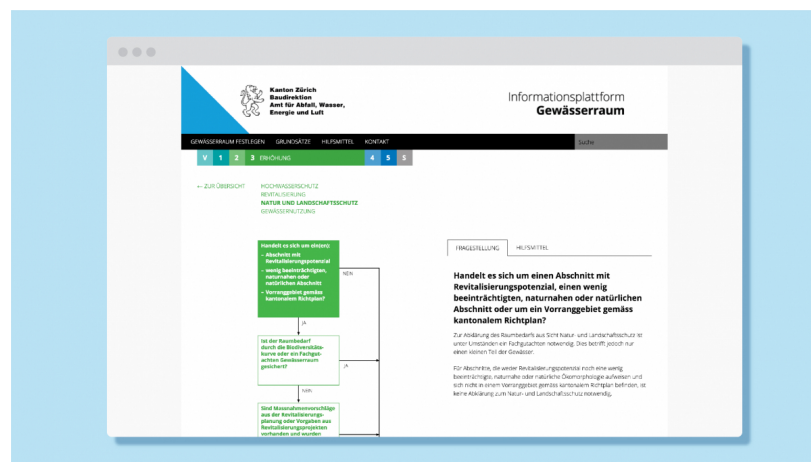 Kanton Zürich
Baudirektion
Amt für Abfall, Wasser,
Energie und Luft
Informationsplattform
Gewässerraum
GEWÄSSERRAUM FESTLEGEN GRUNDSÄTZE HILFSMITTEL KONTAKT Suche
V 1 2 3 ERHÖHUNG 4 5 S
← ZUR ÜBERSICHT
HOCHWASSERSCHUTZ
REVITALISIERUNG
NATUR UND LANDSCHAFTSSCHUTZ
GEWÄSSERNUTZUNG
Handelt es sich um ein(en):
– Abschnitt mit
Revitalisierungspotenzial
– wenig beeinträchtigten,
naturnahen oder
natürlichen Abschnitt
– Vorranggebiet gemäss
kantonalem Richtplan?
NEIN
JA
Ist der Raumbedarf
durch die Biodiversitäts-
kurve oder ein Fachgut-
achten Gewässerraum
gesichert?
JA
NEIN
Sind Massnahmenvorschläge
aus der Revitalisierungs-
planung oder Vorgaben aus
Revitalisierungsprojekten
vorhanden und wurden
FRAGESTELLUNG HILFSMITTEL
Handelt es sich um einen Abschnitt mit
Revitalisierungspotenzial, einen wenig
beeinträchtigten, naturnahen oder natürlichen
Abschnitt oder um ein Vorranggebiet gemäss
kantonalem Richtplan?
Zur Abklärung des Raumbedarfs aus Sicht Natur- und Landschaftsschutz ist
unter Umständen ein Fachgutachten notwendig. Dies betrifft jedoch nur
einen kleinen Teil der Gewässer.
Für Abschnitte, die weder Revitalisierungspotenzial noch eine wenig
beeinträchtigte, naturnahe oder natürliche Ökomorphologie aufweisen und
sich nicht in einem Vorranggebiet gemäss kantonalem Richtplan befinden, ist
keine Abklärung zum Natur- und Landschaftsschutz notwendig.